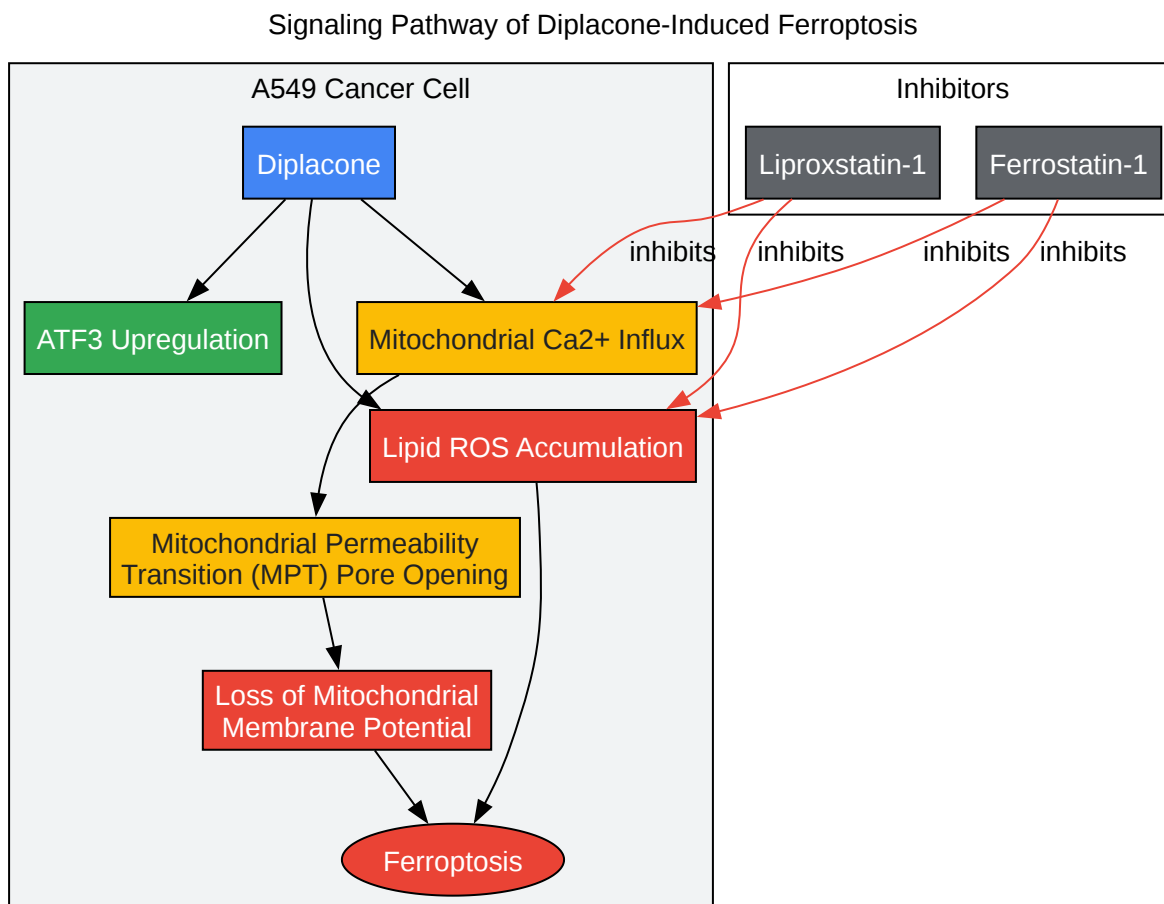 Signaling Pathway of Diplacone-Induced Ferroptosis
A549 Cancer Cell
Inhibitors
Diplacone
Liproxstatin-1
Ferrostatin-1
inhibits
inhibits
inhibits
inhibits
ATF3 Upregulation
Mitochondrial Ca2+ Influx
Lipid ROS Accumulation
Mitochondrial Permeability
Transition (MPT) Pore Opening
Loss of Mitochondrial
Membrane Potential
Ferroptosis